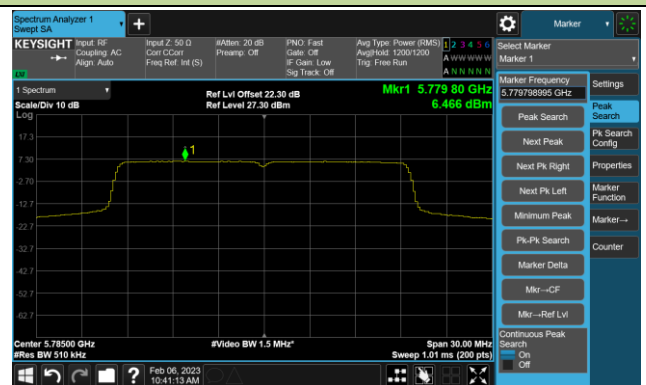 Spectrum Analyzer 1
Swept SA
Marker
KEYSIGHT
Input: RF
Coupling: AC
Align: Auto
Input Z: 50 Ω
Corr CCorr
Freq Ref: Int (S)
#Atten: 20 dB
Preamp: Off
PNO: Fast
Gate: Off
IF Gain: Low
Sig Track: Off
Avg Type: Power (RMS)
Avg|Hold: 1200/1200
Trig: Free Run
1 2 3 4 5 6
A W W W W W
A N N N N N
Select Marker
Marker 1
1 Spectrum
Scale/Div 10 dB
Log
Ref Lvl Offset 22.30 dB
Ref Level 27.30 dBm
Mkr1 5.779 80 GHz
6.466 dBm
Marker Frequency
5.779798995 GHz
Settings
Peak Search
Peak
Search
Next Peak
Pk Search
Config
Next Pk Right
Properties
Next Pk Left
Marker
Function
Minimum Peak
Marker→
Pk-Pk Search
Counter
Marker Delta
Mkr→CF
Mkr→Ref Lvl
Continuous Peak
Search
On
Off
17.3
7.30
-2.70
-12.7
-22.7
-32.7
-42.7
-52.7
-62.7
1
Center 5.78500 GHz
#Res BW 510 kHz
#Video BW 1.5 MHz*
Span 30.00 MHz
Sweep 1.01 ms (200 pts)
?
Feb 06, 2023
10:41:13 AM